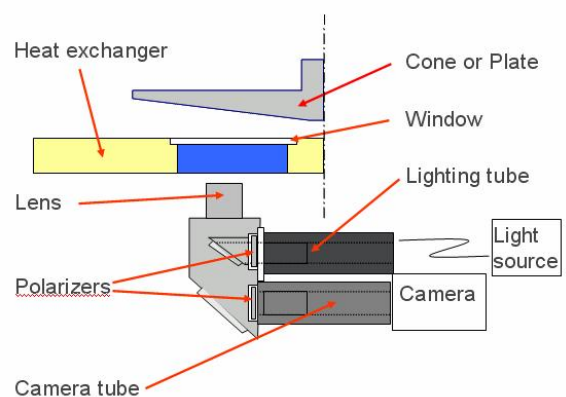 Heat exchanger
Cone or Plate
Window
Lighting tube
Lens
Light
source
Polarizers
Camera
Camera tube